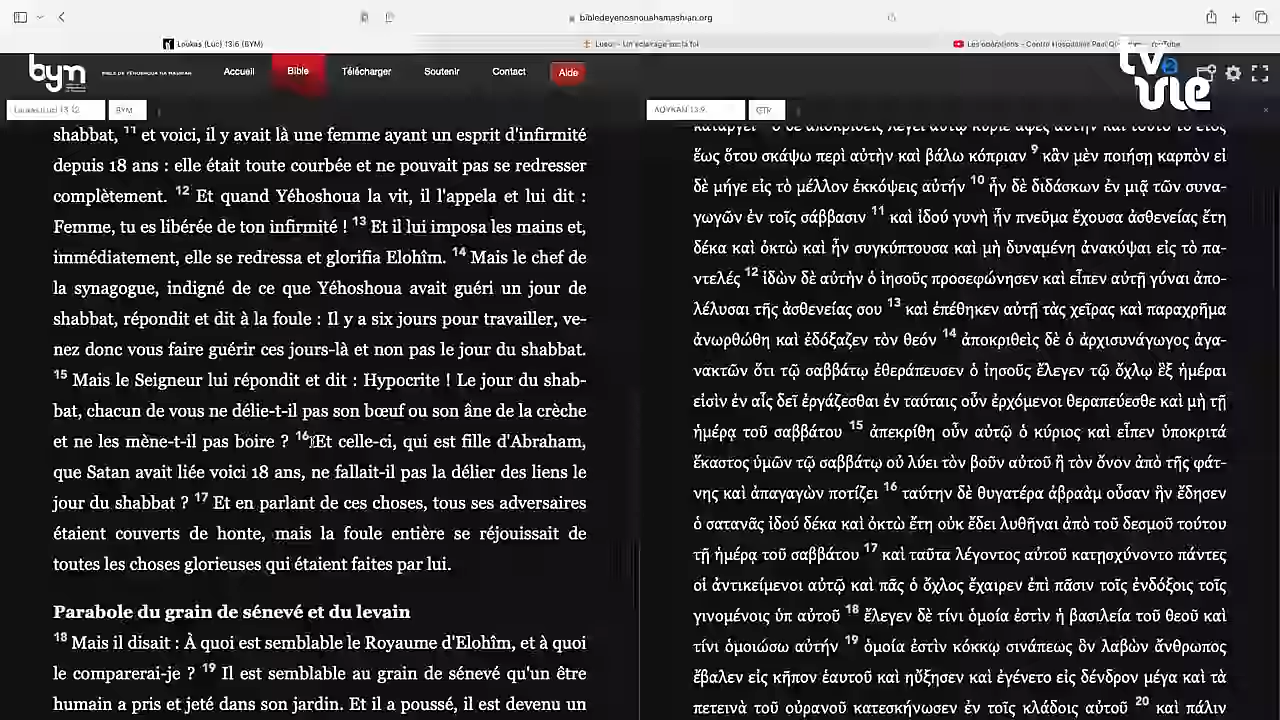 bibledeyehoshouahamashiah.org
Loukas (Luc) 13:6 (BYM)
bym
BIBLE DE YÉHOSHOUA HA MASHIAH
Accueil
Bible
Télécharger
Soutenir
Contact
Aide
tv
vie
BYM
shabbat, 11 et voici, il y avait là une femme ayant un esprit d'infirmité
depuis 18 ans : elle était toute courbée et ne pouvait pas se redresser
complètement. 12 Et quand Yéhoshoua la vit, il l'appela et lui dit :
Femme, tu es libérée de ton infirmité ! 13 Et il lui imposa les mains et,
immédiatement, elle se redressa et glorifia Elohîm. 14 Mais le chef de
la synagogue, indigné de ce que Yéhoshoua avait guéri un jour de
shabbat, répondit et dit à la foule : Il y a six jours pour travailler, ve-
nez donc vous faire guérir ces jours-là et non pas le jour du shabbat.
15 Mais le Seigneur lui répondit et dit : Hypocrite ! Le jour du shab-
bat, chacun de vous ne délie-t-il pas son bœuf ou son âne de la crèche
et ne les mène-t-il pas boire ? 16 Et celle-ci, qui est fille d'Abraham,
que Satan avait liée voici 18 ans, ne fallait-il pas la délier des liens le
jour du shabbat ? 17 Et en parlant de ces choses, tous ses adversaires
étaient couverts de honte, mais la foule entière se réjouissait de
toutes les choses glorieuses qui étaient faites par lui.
Parabole du grain de sénevé et du levain
18 Mais il disait : À quoi est semblable le Royaume d'Elohîm, et à quoi
le comparerai-je ? 19 Il est semblable au grain de sénevé qu'un être
humain a pris et jeté dans son jardin. Et il a poussé, il est devenu un
ΛΟΥΚΑΝ 13:9
GTR
καταργεῖ ὁ δὲ ἀποκριθεὶς λέγει αὐτῷ κύριε ἄφες αὐτὴν καὶ τοῦτο τὸ ἔτος
ἕως ὅτου σκάψω περὶ αὐτὴν καὶ βάλω κόπριαν 9 κἂν μὲν ποιήσῃ καρπὸν εἰ
δὲ μήγε εἰς τὸ μέλλον ἐκκόψεις αὐτήν 10 ἦν δὲ διδάσκων ἐν μιᾷ τῶν συνα-
γωγῶν ἐν τοῖς σάββασιν 11 καὶ ἰδού γυνὴ ἦν πνεῦμα ἔχουσα ἀσθενείας ἔτη
δέκα καὶ ὀκτὼ καὶ ἦν συγκύπτουσα καὶ μὴ δυναμένη ἀνακύψαι εἰς τὸ πα-
ντελές 12 ἰδὼν δὲ αὐτὴν ὁ ἰησοῦς προσεφώνησεν καὶ εἶπεν αὐτῇ γύναι ἀπο-
λέλυσαι τῆς ἀσθενείας σου 13 καὶ ἐπέθηκεν αὐτῇ τὰς χεῖρας καὶ παραχρῆμα
ἀνωρθώθη καὶ ἐδόξαζεν τὸν θεόν 14 ἀποκριθεὶς δὲ ὁ ἀρχισυνάγωγος ἀγα-
νακτῶν ὅτι τῷ σαββάτῳ ἐθεράπευσεν ὁ ἰησοῦς ἔλεγεν τῷ ὄχλῳ ἓξ ἡμέραι
εἰσίν ἐν αἷς δεῖ ἐργάζεσθαι ἐν ταύταις οὖν ἐρχόμενοι θεραπεύεσθε καὶ μὴ τῇ
ἡμέρᾳ τοῦ σαββάτου 15 ἀπεκρίθη οὖν αὐτῷ ὁ κύριος καὶ εἶπεν ὑποκριτά
ἕκαστος ὑμῶν τῷ σαββάτῳ οὐ λύει τὸν βοῦν αὐτοῦ ἢ τὸν ὄνον ἀπὸ τῆς φάτ-
νης καὶ ἀπαγαγὼν ποτίζει 16 ταύτην δὲ θυγατέρα ἀβραὰμ οὖσαν ἣν ἔδησεν
ὁ σατανᾶς ἰδού δέκα καὶ ὀκτὼ ἔτη οὐκ ἔδει λυθῆναι ἀπὸ τοῦ δεσμοῦ τούτου
τῇ ἡμέρᾳ τοῦ σαββάτου 17 καὶ ταῦτα λέγοντος αὐτοῦ κατῃσχύνοντο πάντες
οἱ ἀντικείμενοι αὐτῷ καὶ πᾶς ὁ ὄχλος ἔχαιρεν ἐπὶ πᾶσιν τοῖς ἐνδόξοις τοῖς
γινομένοις ὑπ αὐτοῦ 18 ἔλεγεν δὲ τίνι ὁμοία ἐστὶν ἡ βασιλεία τοῦ θεοῦ καὶ
τίνι ὁμοιώσω αὐτήν 19 ὁμοία ἐστὶν κόκκῳ σινάπεως ὃν λαβὼν ἄνθρωπος
ἔβαλεν εἰς κῆπον ἑαυτοῦ καὶ ηὔξησεν καὶ ἐγένετο εἰς δένδρον μέγα καὶ τὰ
πετεινὰ τοῦ οὐρανοῦ κατεσκήνωσεν ἐν τοῖς κλάδοις αὐτοῦ 20 καὶ πάλιν